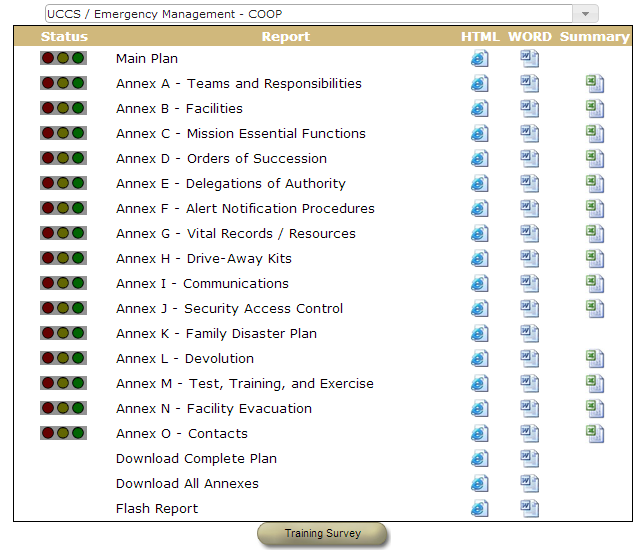 UCCS / Emergency Management - COOP
Status Report HTML WORD Summary
Main Plan
Annex A - Teams and Responsibilities
Annex B - Facilities
Annex C - Mission Essential Functions
Annex D - Orders of Succession
Annex E - Delegations of Authority
Annex F - Alert Notification Procedures
Annex G - Vital Records / Resources
Annex H - Drive-Away Kits
Annex I - Communications
Annex J - Security Access Control
Annex K - Family Disaster Plan
Annex L - Devolution
Annex M - Test, Training, and Exercise
Annex N - Facility Evacuation
Annex O - Contacts
Download Complete Plan
Download All Annexes
Flash Report
Training Survey